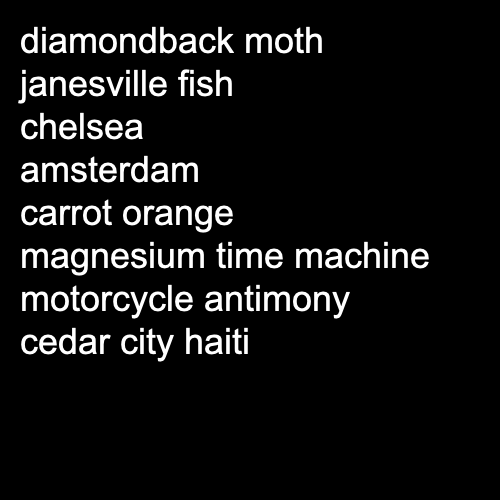 diamondback moth
janesville fish
chelsea
amsterdam
carrot orange
magnesium time machine
motorcycle antimony
cedar city haiti